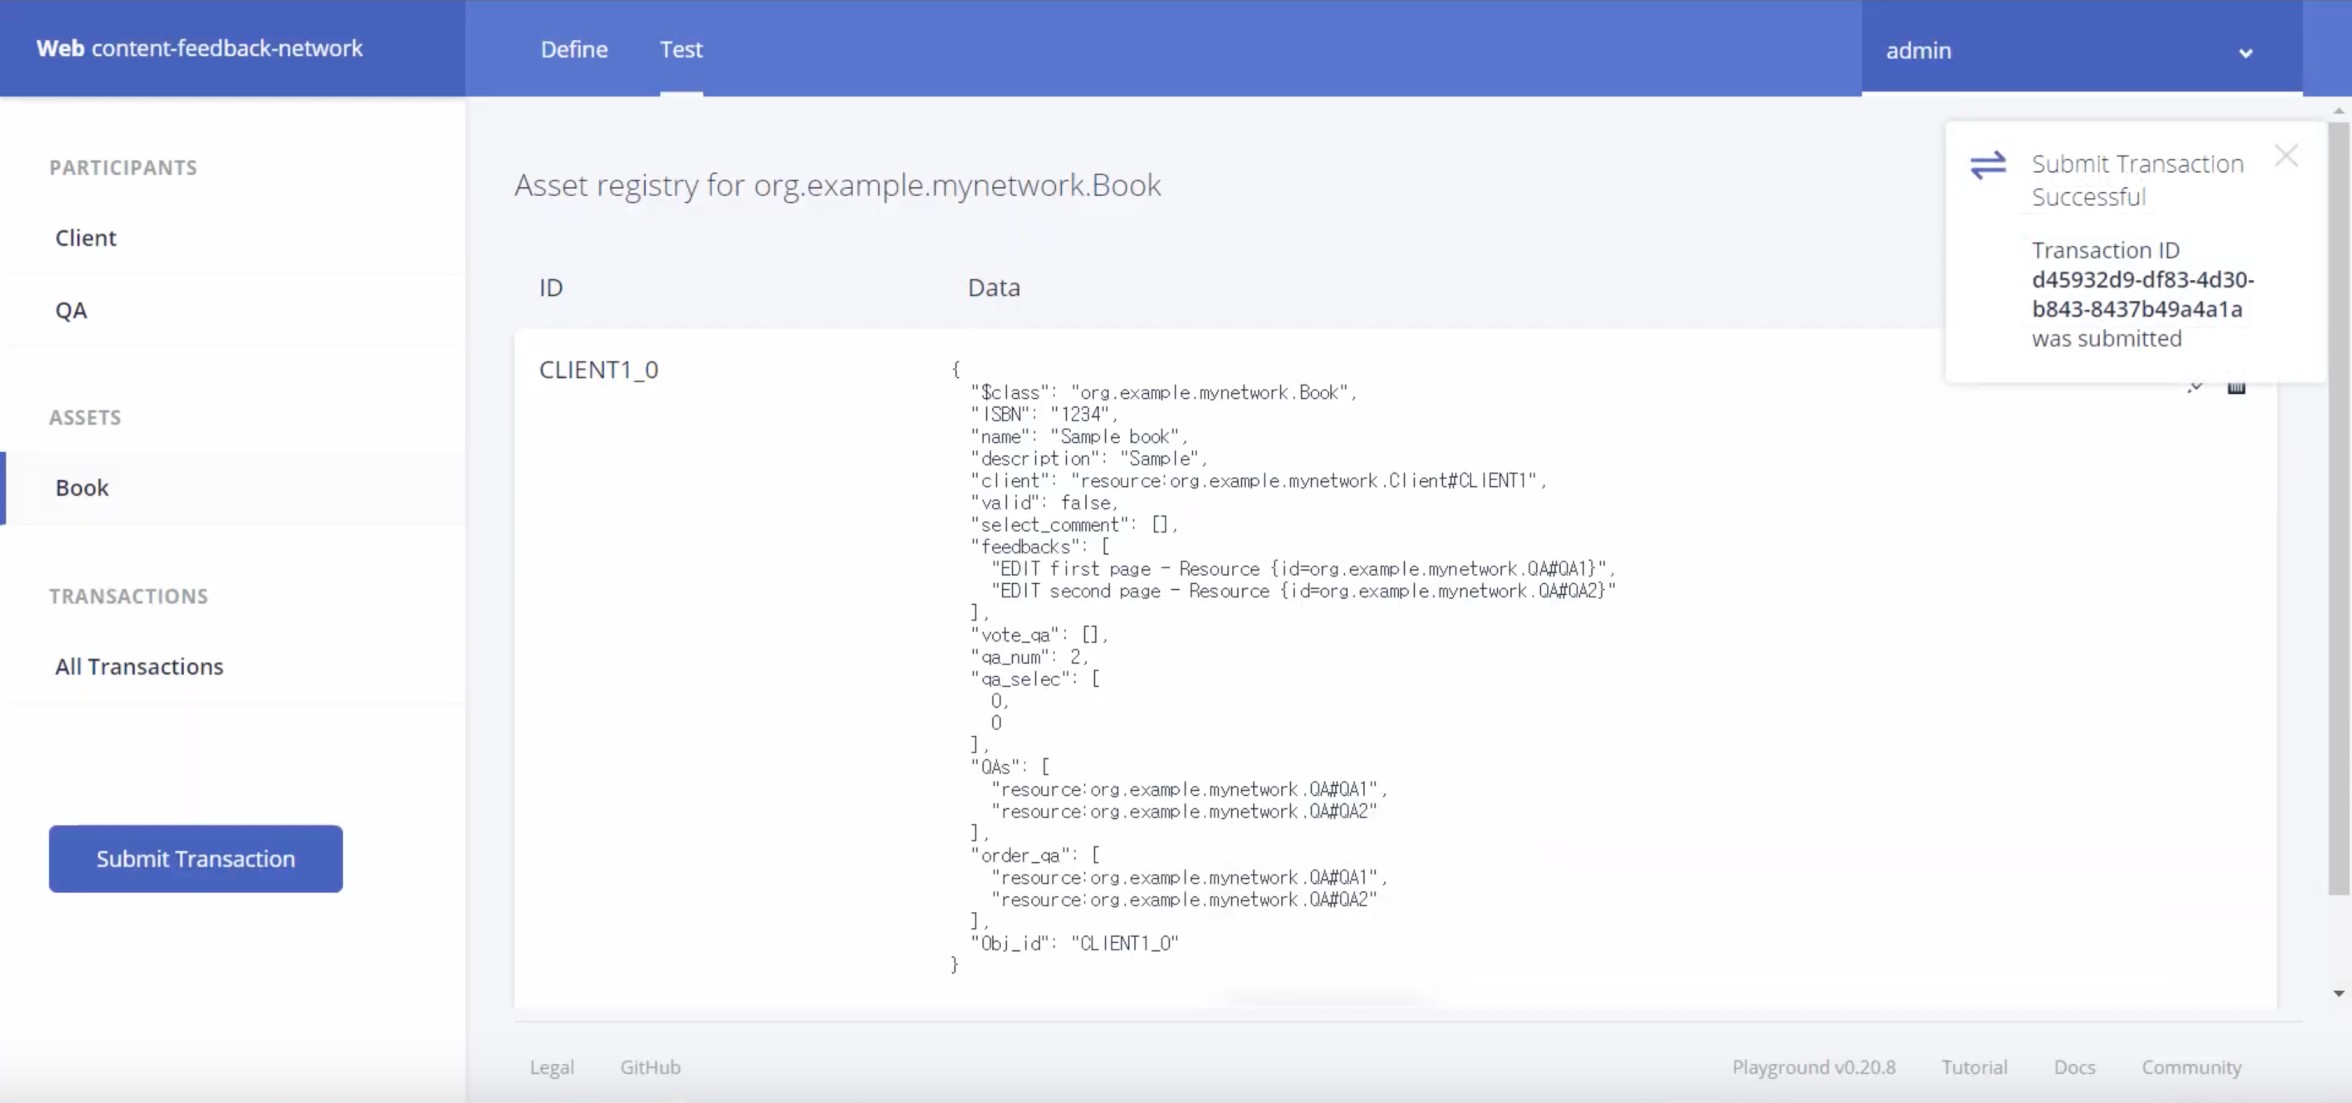 Web content-feedback-network
Define
Test
admin
PARTICIPANTS
Client
QA
ASSETS
Book
TRANSACTIONS
All Transactions
Submit Transaction
Asset registry for org.example.mynetwork.Book
ID
Data
CLIENT1_0
{
"$class": "org.example.mynetwork.Book",
"ISBN": "1234",
"name": "Sample book",
"description": "Sample",
"client": "resource:org.example.mynetwork.Client#CLIENT1",
"valid": false,
"select_comment": [],
"feedbacks": [
"EDIT first page - Resource {id=org.example.mynetwork.QA#QA1}",
"EDIT second page - Resource {id=org.example.mynetwork.QA#QA2}"
],
"vote_qa": [],
"qa_num": 2,
"qa_selec": [
0,
0
],
"QAs": [
"resource:org.example.mynetwork.QA#QA1",
"resource:org.example.mynetwork.QA#QA2"
],
"order_qa": [
"resource:org.example.mynetwork.QA#QA1",
"resource:org.example.mynetwork.QA#QA2"
],
"Obj_id": "CLIENT1_0"
}
Submit Transaction
Successful
Transaction ID
d45932d9-df83-4d30-
b843-8437b49a4a1a
was submitted
Legal
GitHub
Playground v0.20.8
Tutorial
Docs
Community